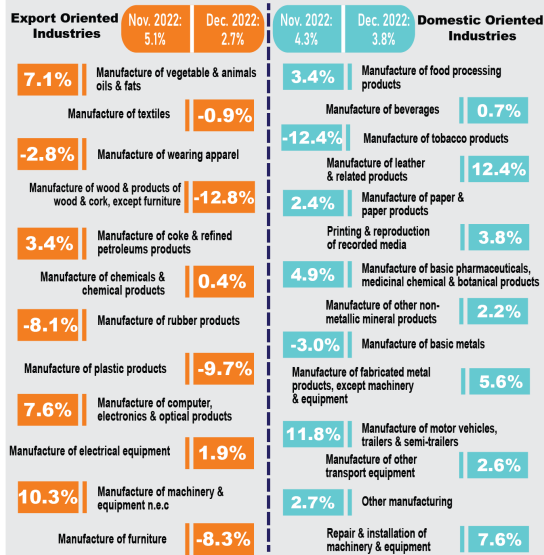 Export Oriented
Industries
Nov. 2022:
5.1%
Dec. 2022:
2.7%
7.1%
Manufacture of vegetable & animals
oils & fats
Manufacture of textiles
-0.9%
-2.8%
Manufacture of wearing apparel
Manufacture of wood & products of
wood & cork, except furniture
-12.8%
3.4%
Manufacture of coke & refined
petroleums products
Manufacture of chemicals &
chemical products
0.4%
-8.1%
Manufacture of rubber products
Manufacture of plastic products
-9.7%
7.6%
Manufacture of computer,
electronics & optical products
Manufacture of electrical equipment
1.9%
10.3%
Manufacture of machinery &
equipment n.e.c
Manufacture of furniture
-8.3%
Nov. 2022:
4.3%
Dec. 2022:
3.8%
Domestic Oriented
Industries
3.4%
Manufacture of food processing
products
Manufacture of beverages
0.7%
-12.4%
Manufacture of tobacco products
Manufacture of leather
& related products
12.4%
2.4%
Manufacture of paper &
paper products
Printing & reproduction
of recorded media
3.8%
4.9%
Manufacture of basic pharmaceuticals,
medicinal chemical & botanical products
Manufacture of other non-
metallic mineral products
2.2%
-3.0%
Manufacture of basic metals
Manufacture of fabricated metal
products, except machinery
& equipment
5.6%
11.8%
Manufacture of motor vehicles,
trailers & semi-trailers
Manufacture of other
transport equipment
2.6%
2.7%
Other manufacturing
Repair & installation of
machinery & equipment
7.6%